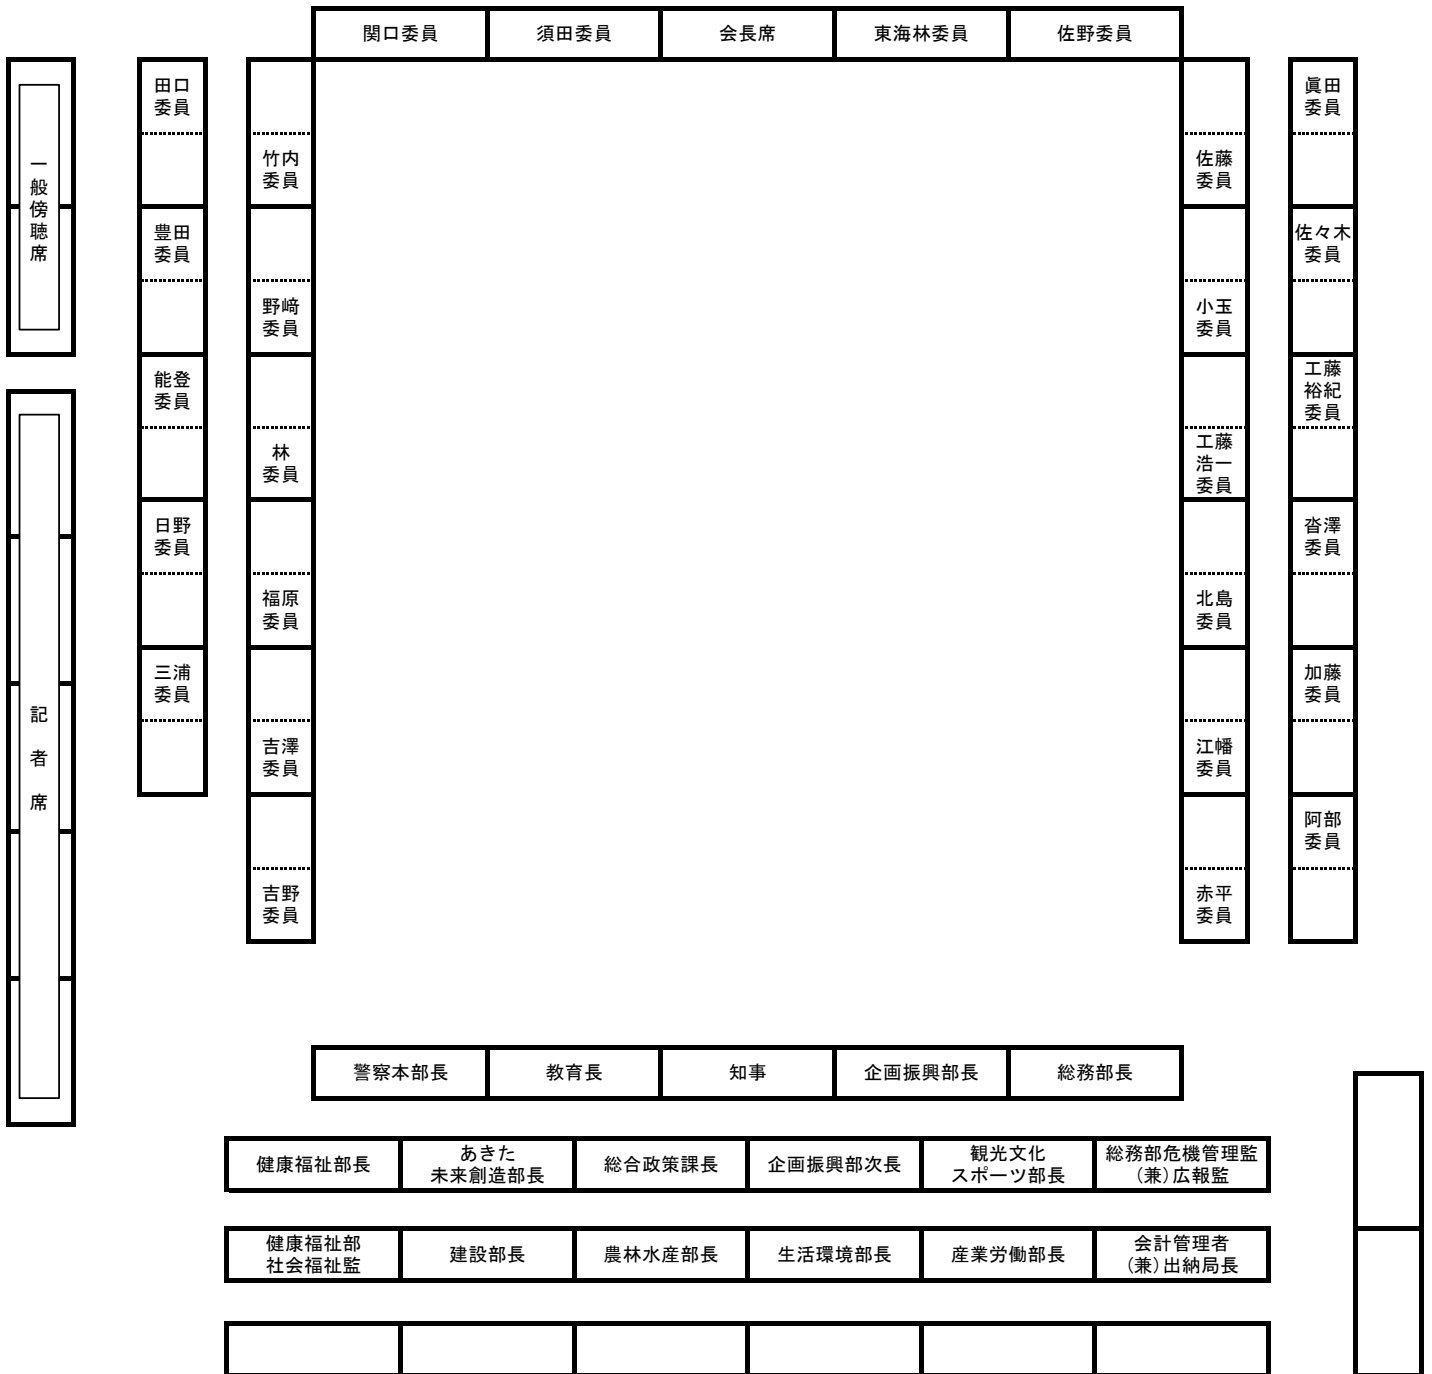 関口委員
須田委員
会長席
東海林委員
佐野委員
一般傍聴席
記者席
田口
委員
豊田
委員
能登
委員
日野
委員
三浦
委員
竹内
委員
野﨑
委員
林
委員
福原
委員
吉澤
委員
吉野
委員
佐藤
委員
小玉
委員
工藤
浩一
委員
北島
委員
江幡
委員
赤平
委員
眞田
委員
佐々木
委員
工藤
裕紀
委員
沓澤
委員
加藤
委員
阿部
委員
警察本部長
教育長
知事
企画振興部長
総務部長
健康福祉部長
あきた
未来創造部長
総合政策課長
企画振興部次長
観光文化
スポーツ部長
総務部危機管理監
(兼)広報監
健康福祉部
社会福祉監
建設部長
農林水産部長
生活環境部長
産業労働部長
会計管理者
(兼)出納局長